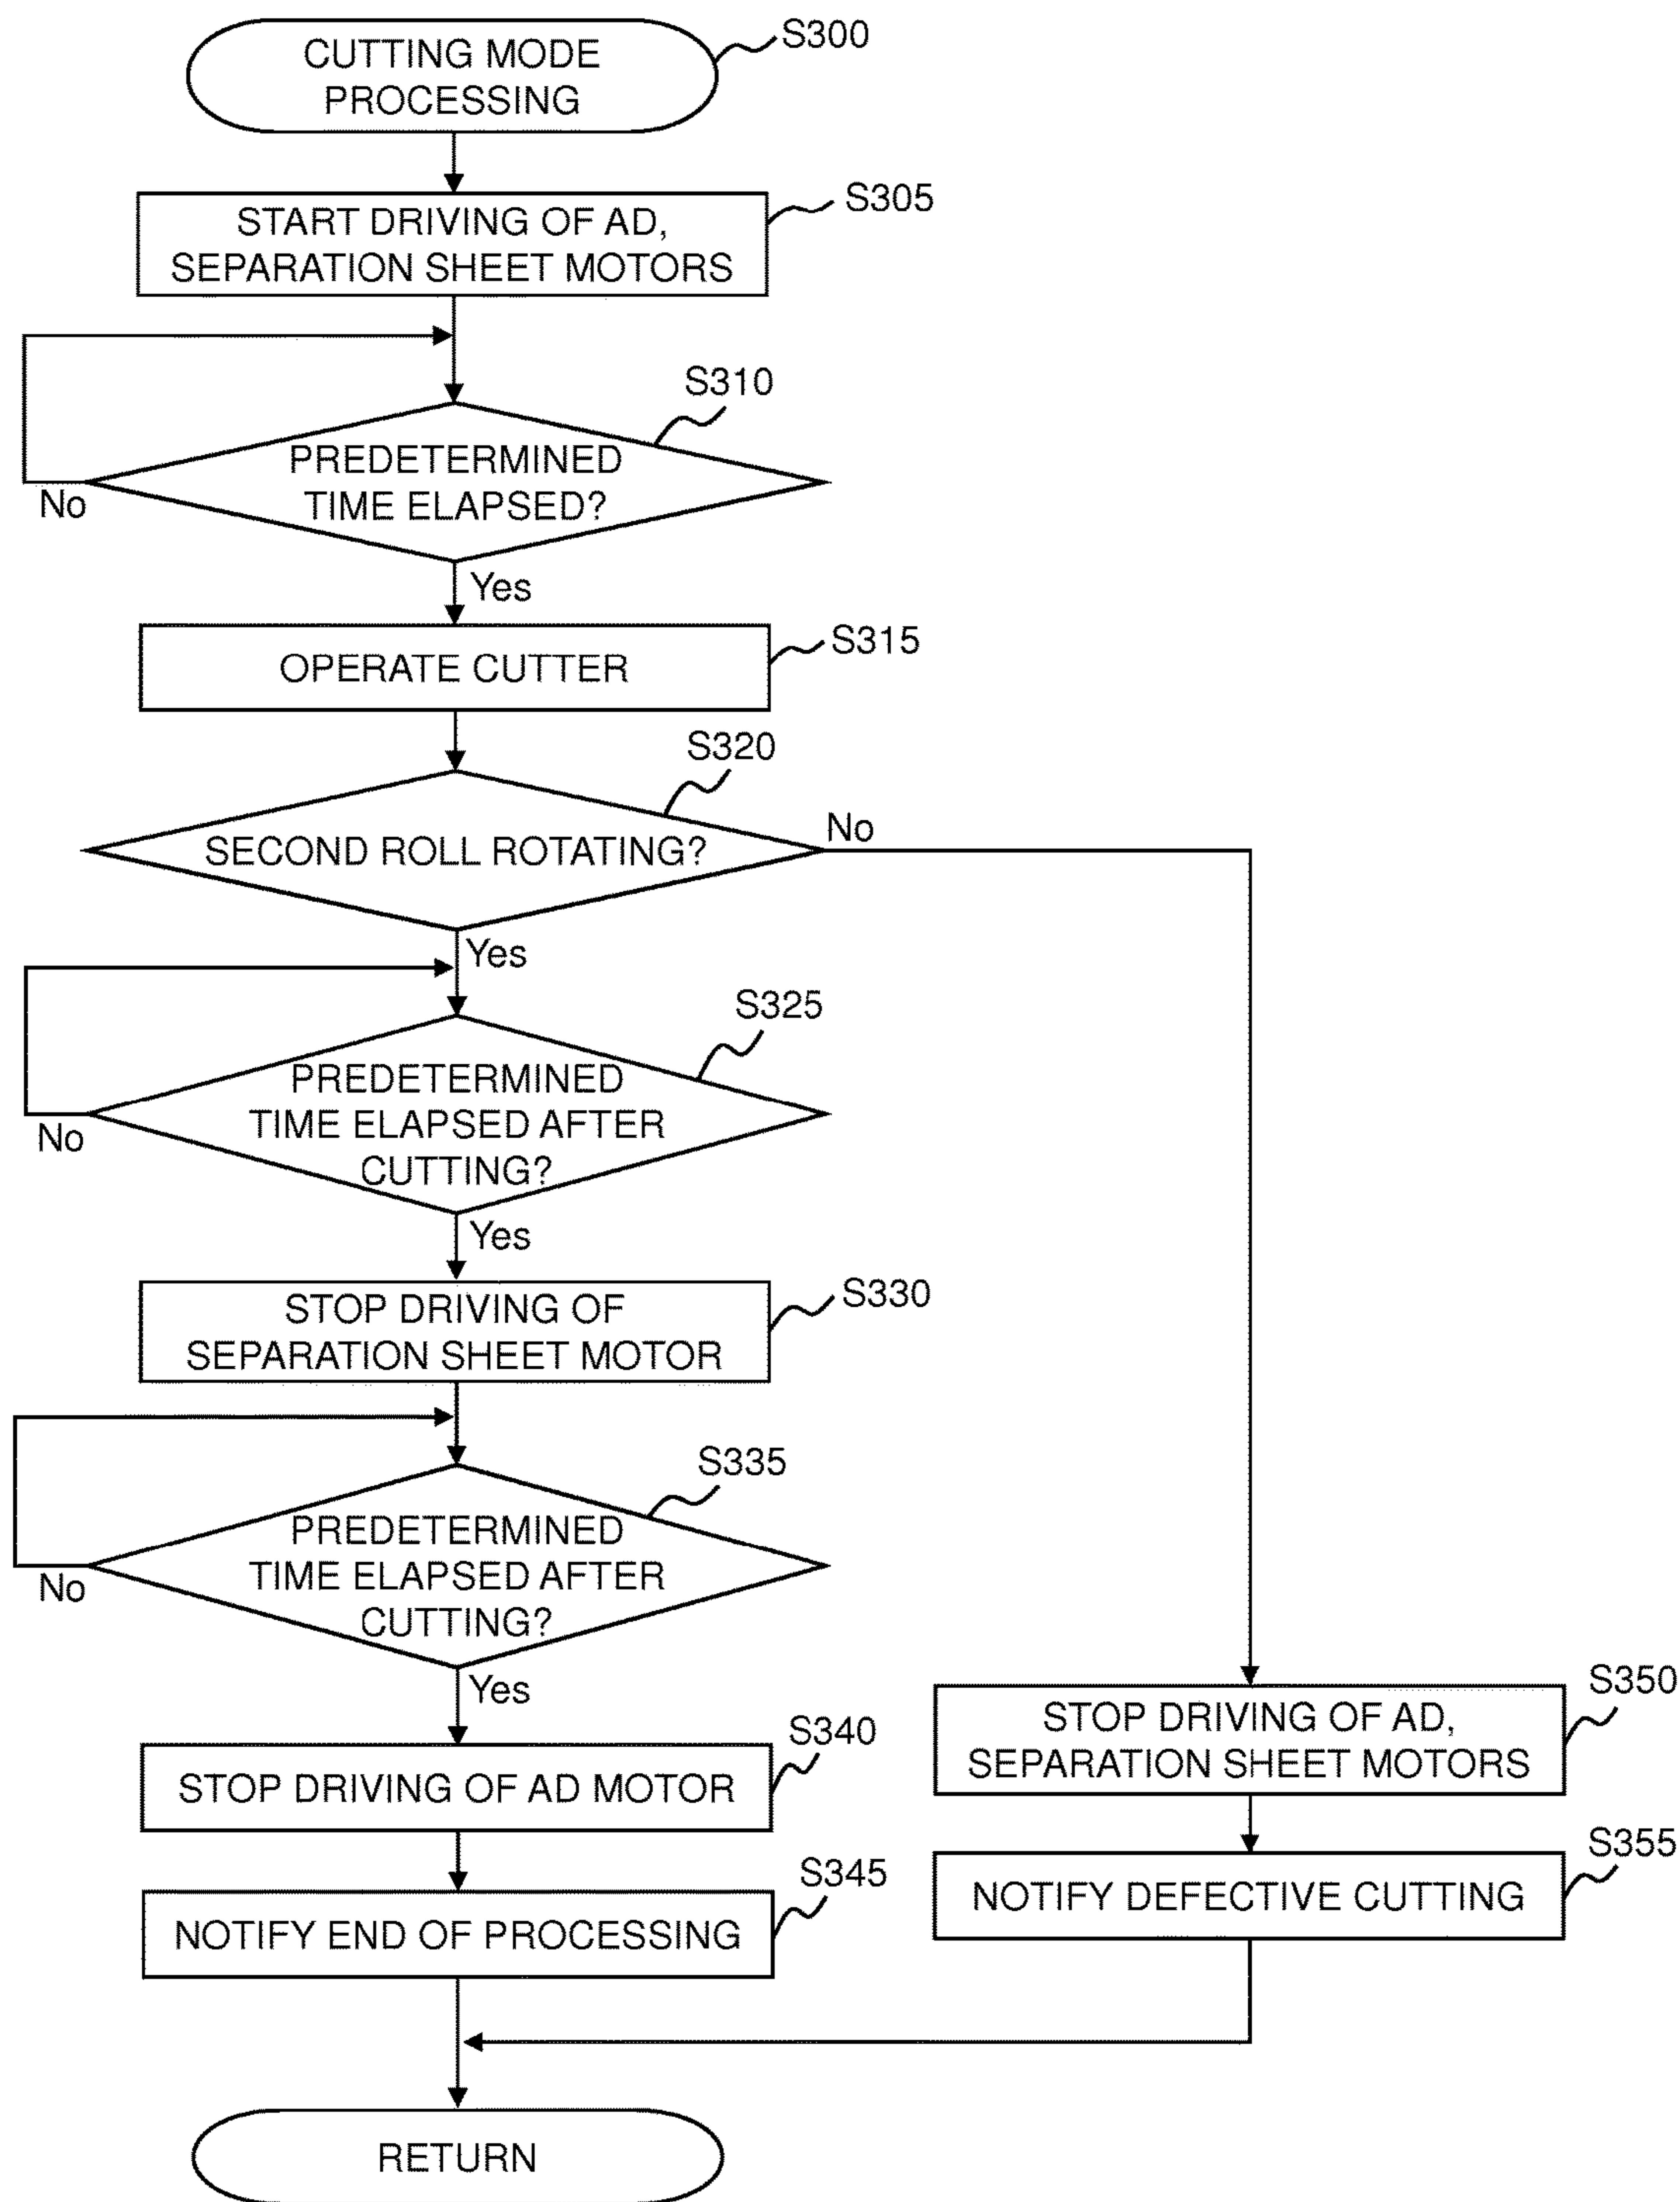 CUTTING MODE
PROCESSING
S300
START DRIVING OF AD,
SEPARATION SHEET MOTORS
S305
S310
PREDETERMINED
TIME ELAPSED?
No
Yes
OPERATE CUTTER
S315
S320
SECOND ROLL ROTATING?
No
Yes
S325
PREDETERMINED
TIME ELAPSED AFTER
CUTTING?
No
Yes
STOP DRIVING OF
SEPARATION SHEET MOTOR
S330
S335
PREDETERMINED
TIME ELAPSED AFTER
CUTTING?
No
Yes
STOP DRIVING OF AD MOTOR
S340
NOTIFY END OF PROCESSING
S345
STOP DRIVING OF AD,
SEPARATION SHEET MOTORS
S350
NOTIFY DEFECTIVE CUTTING
S355
RETURN